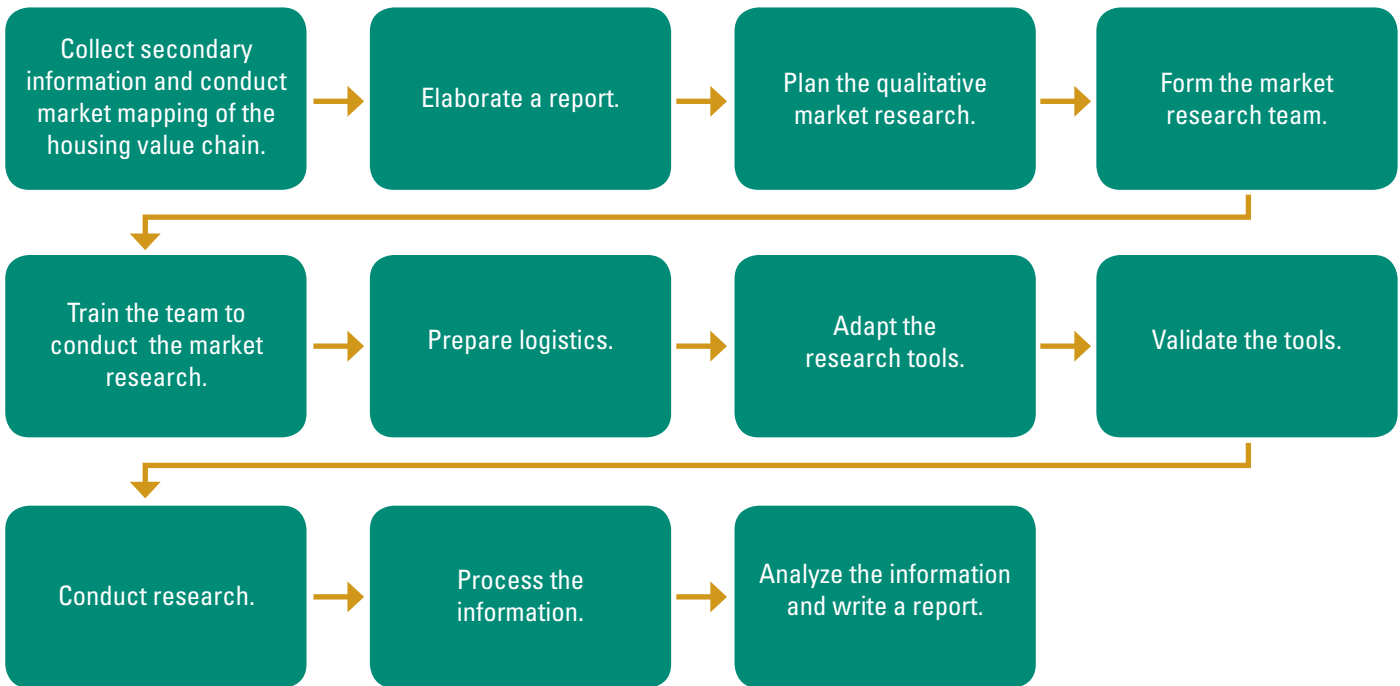 Collect secondary
information and conduct
market mapping of the
housing value chain.
Elaborate a report.
Plan the qualitative
market research.
Form the market
research team.
Train the team to
conduct  the market
research.
Prepare logistics.
Adapt the
research tools.
Validate the tools.
Conduct research.
Process the
information.
Analyze the information
and write a report.